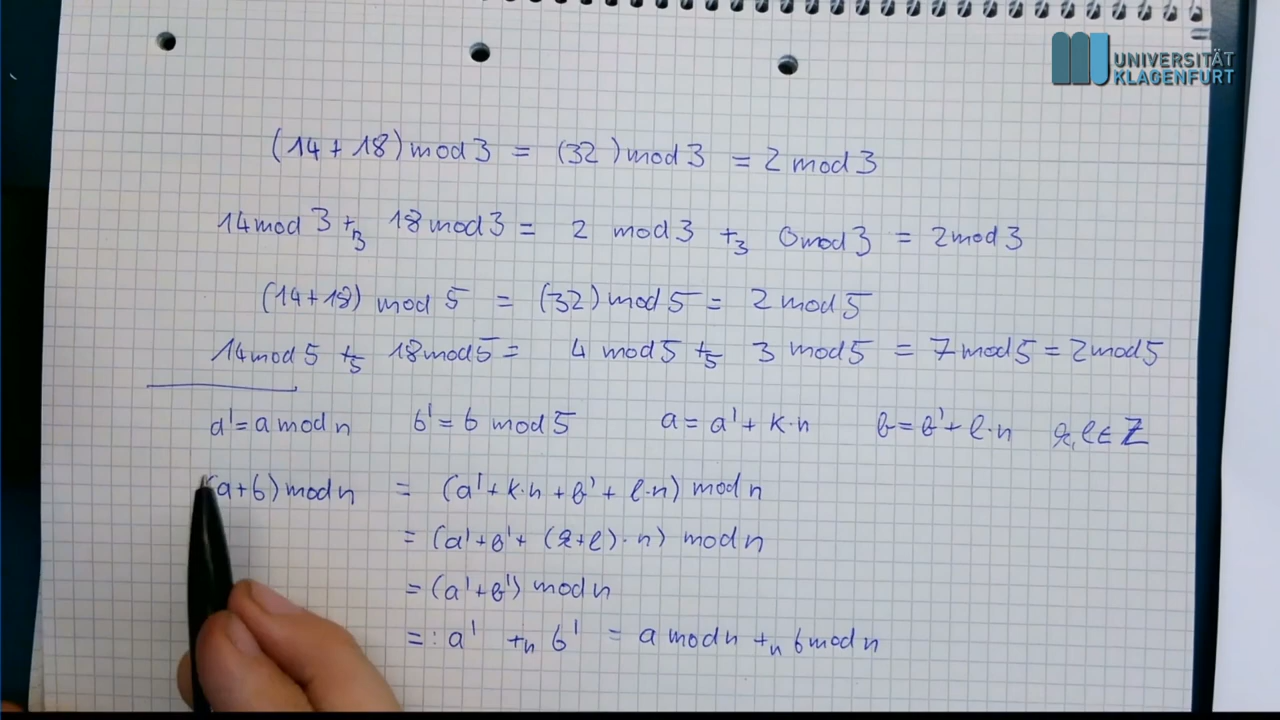 UNIVERSITÄT
KLAGENFURT
(14+18) mod 3 = (32) mod 3 = 2 mod 3
14 mod 3 +₃ 18 mod 3 = 2 mod 3 +₃ 0 mod 3 = 2 mod 3
(14+18) mod 5 = (32) mod 5 = 2 mod 5
14 mod 5 +₅ 18 mod 5 = 4 mod 5 +₅ 3 mod 5 = 7 mod 5 = 2 mod 5
a' = a mod n b' = b mod 5 a = a' + k·n b = b' + l·n k, l ∈ Z
(a+b) mod n = (a' + k·n + b' + l·n) mod n
= (a' + b' + (k+l)·n) mod n
= (a' + b') mod n
=: a' +ₙ b' = a mod n +ₙ b mod n